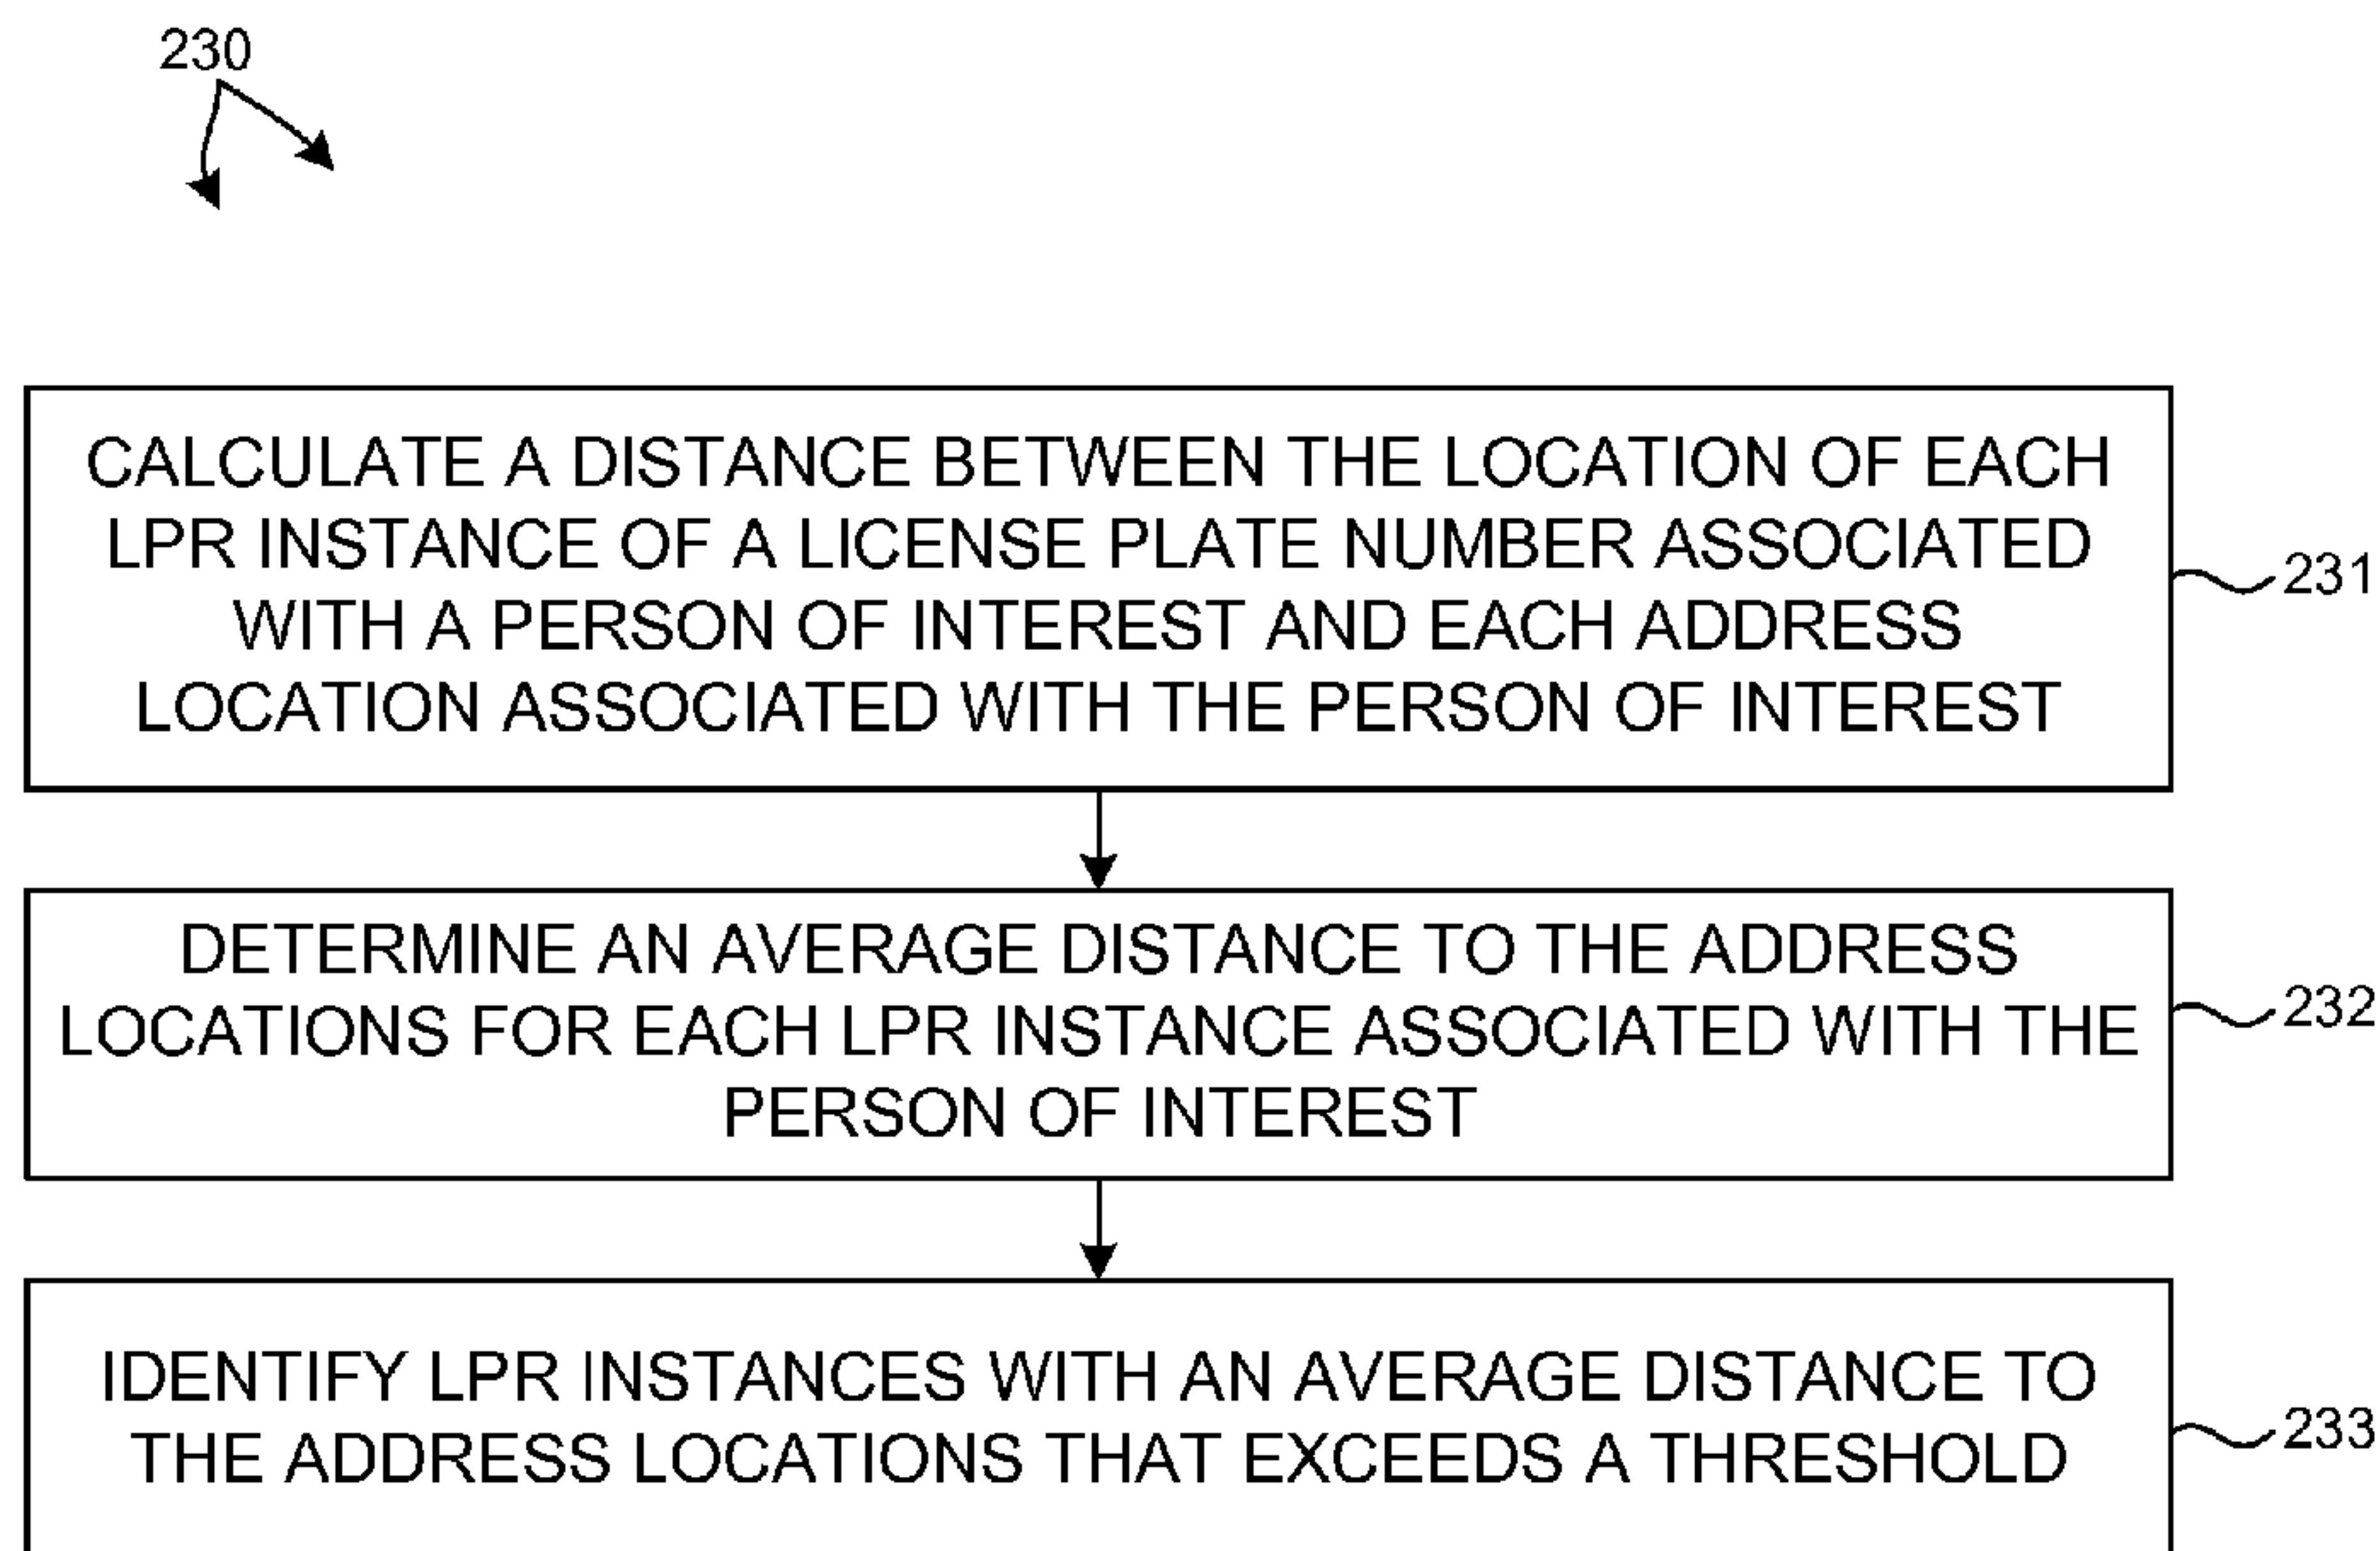 230
CALCULATE A DISTANCE BETWEEN THE LOCATION OF EACH
LPR INSTANCE OF A LICENSE PLATE NUMBER ASSOCIATED
WITH A PERSON OF INTEREST AND EACH ADDRESS
LOCATION ASSOCIATED WITH THE PERSON OF INTEREST
231
DETERMINE AN AVERAGE DISTANCE TO THE ADDRESS
LOCATIONS FOR EACH LPR INSTANCE ASSOCIATED WITH THE
PERSON OF INTEREST
232
IDENTIFY LPR INSTANCES WITH AN AVERAGE DISTANCE TO
THE ADDRESS LOCATIONS THAT EXCEEDS A THRESHOLD
233